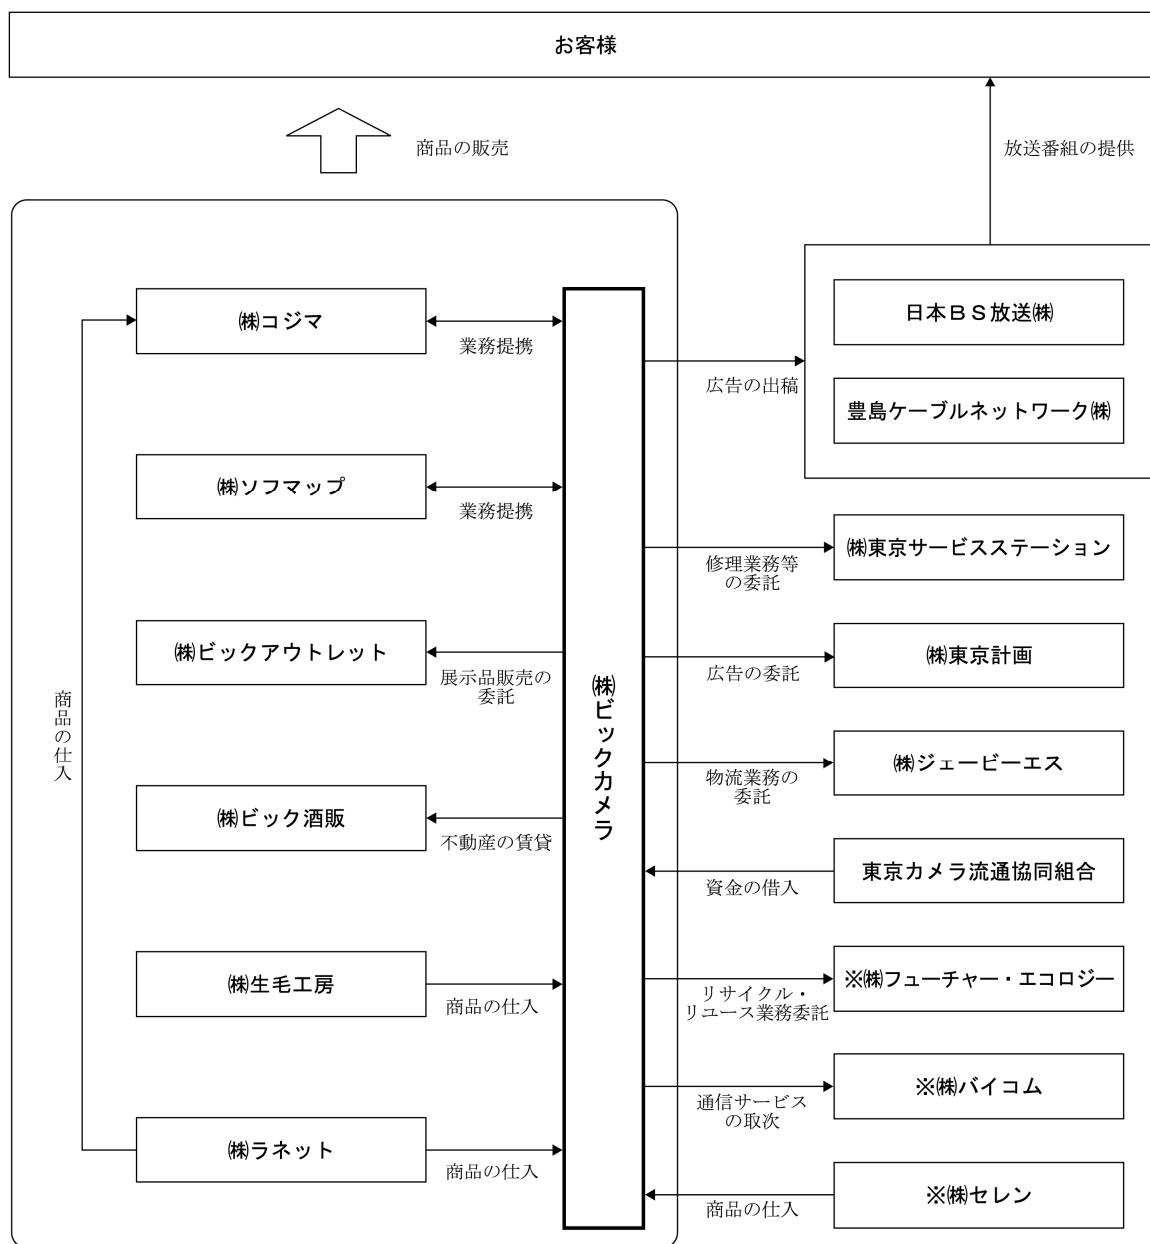 お客様
商品の販売
放送番組の提供
㈱コジマ
業務提携
日本ＢＳ放送㈱
広告の出稿
豊島ケーブルネットワーク㈱
㈱ソフマップ
業務提携
㈱東京サービスステーション
修理業務等
の委託
㈱ビックアウトレット
展示品販売の
委託
㈱東京計画
広告の委託
商品の仕入
㈱ビックカメラ
㈱ジェービーエス
物流業務の
委託
㈱ビック酒販
不動産の賃貸
東京カメラ流通協同組合
資金の借入
㈱生毛工房
商品の仕入
※㈱フューチャー・エコロジー
リサイクル・
リユース業務委託
※㈱バイコム
通信サービス
の取次
㈱ラネット
商品の仕入
※㈱セレン
商品の仕入